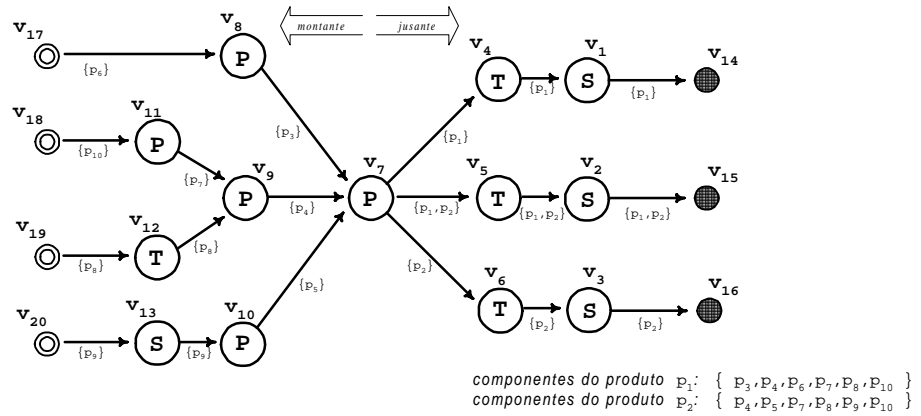 v₈
montante
jusante
v₁₇
P
{p₆}
{p₃}
v₄
T
{p₁}
v₁
S
{p₁}
v₁₄
{p₁}
v₁₈
{p₁₀}
v₁₁
P
{p₇}
v₉
P
{p₄}
v₇
P
{p₁,p₂}
v₅
T
{p₁,p₂}
v₂
S
{p₁,p₂}
v₁₅
v₁₉
{p₈}
v₁₂
T
{p₈}
{p₅}
{p₂}
v₆
T
{p₂}
v₃
S
{p₂}
v₁₆
v₂₀
{p₉}
v₁₃
S
{p₉}
v₁₀
P
componentes do produto p₁: { p₃,p₄,p₆,p₇,p₈,p₁₀ }
componentes do produto p₂: { p₄,p₅,p₇,p₈,p₉,p₁₀ }